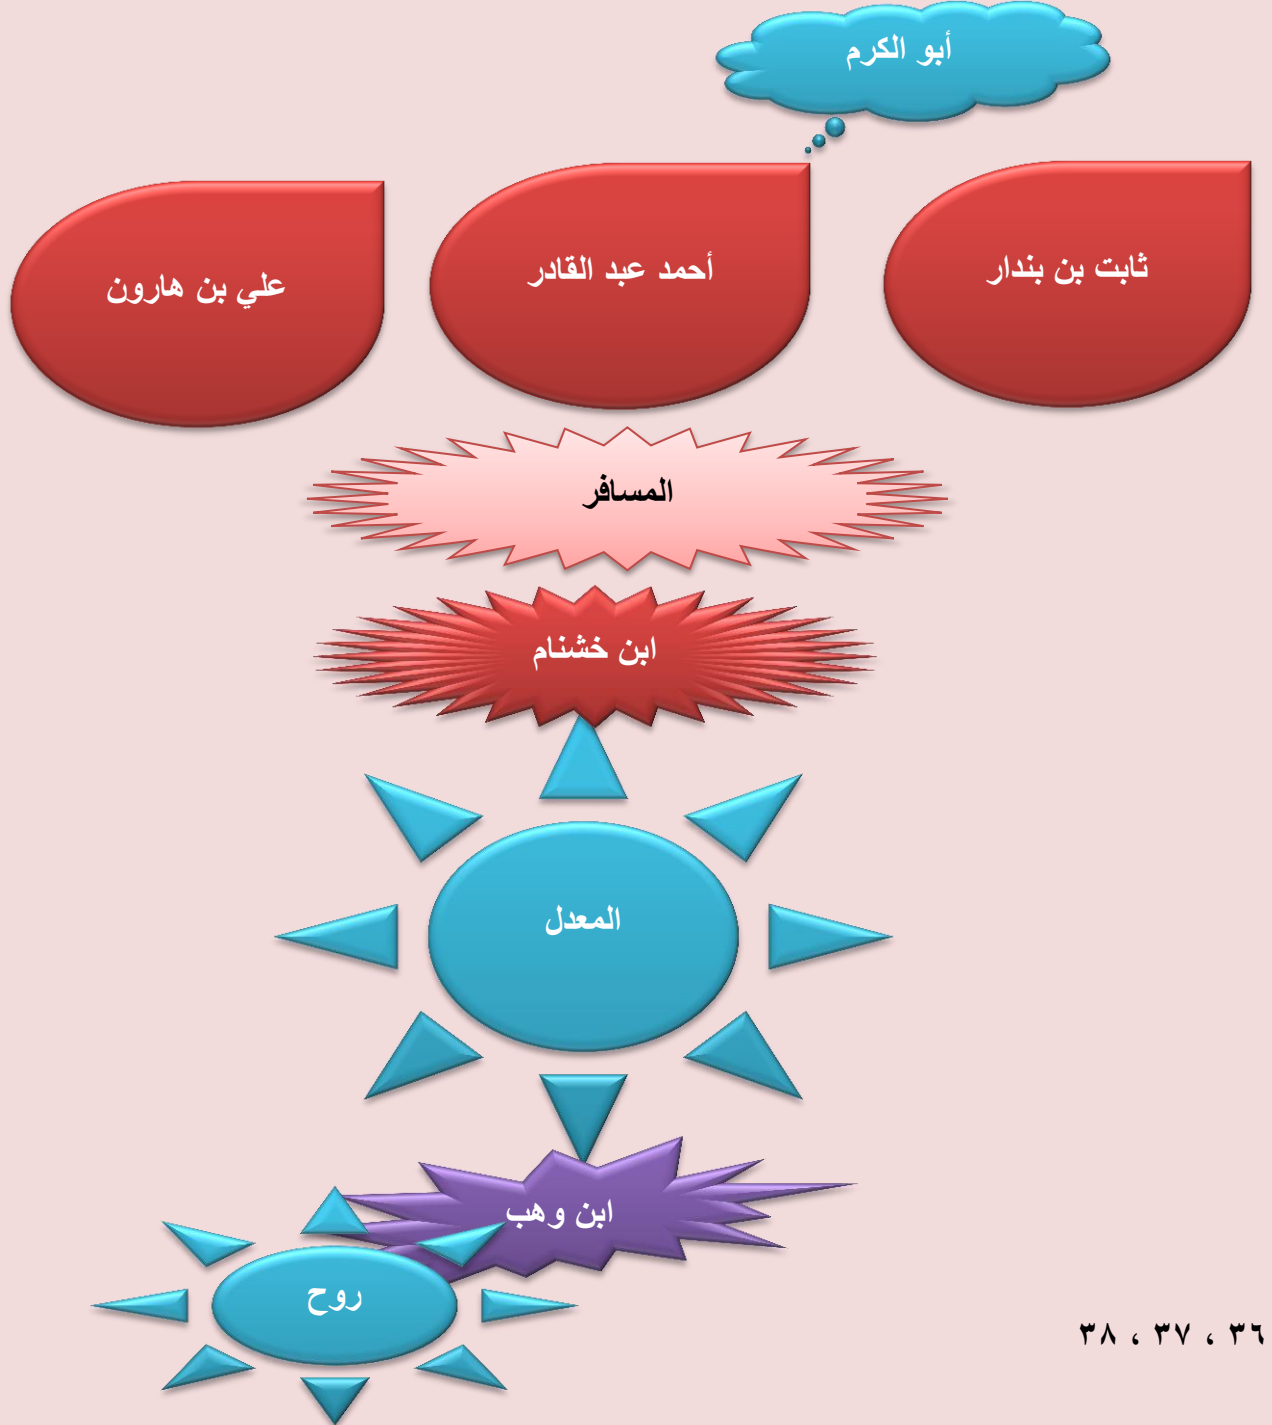 أبو الكرم
ثابت بن بندار
أحمد عبد القادر
علي بن هارون
المسافر
ابن خشنام
المعدل
ابن وهب
روح
٣٦ ، ٣٧ ، ٣٨